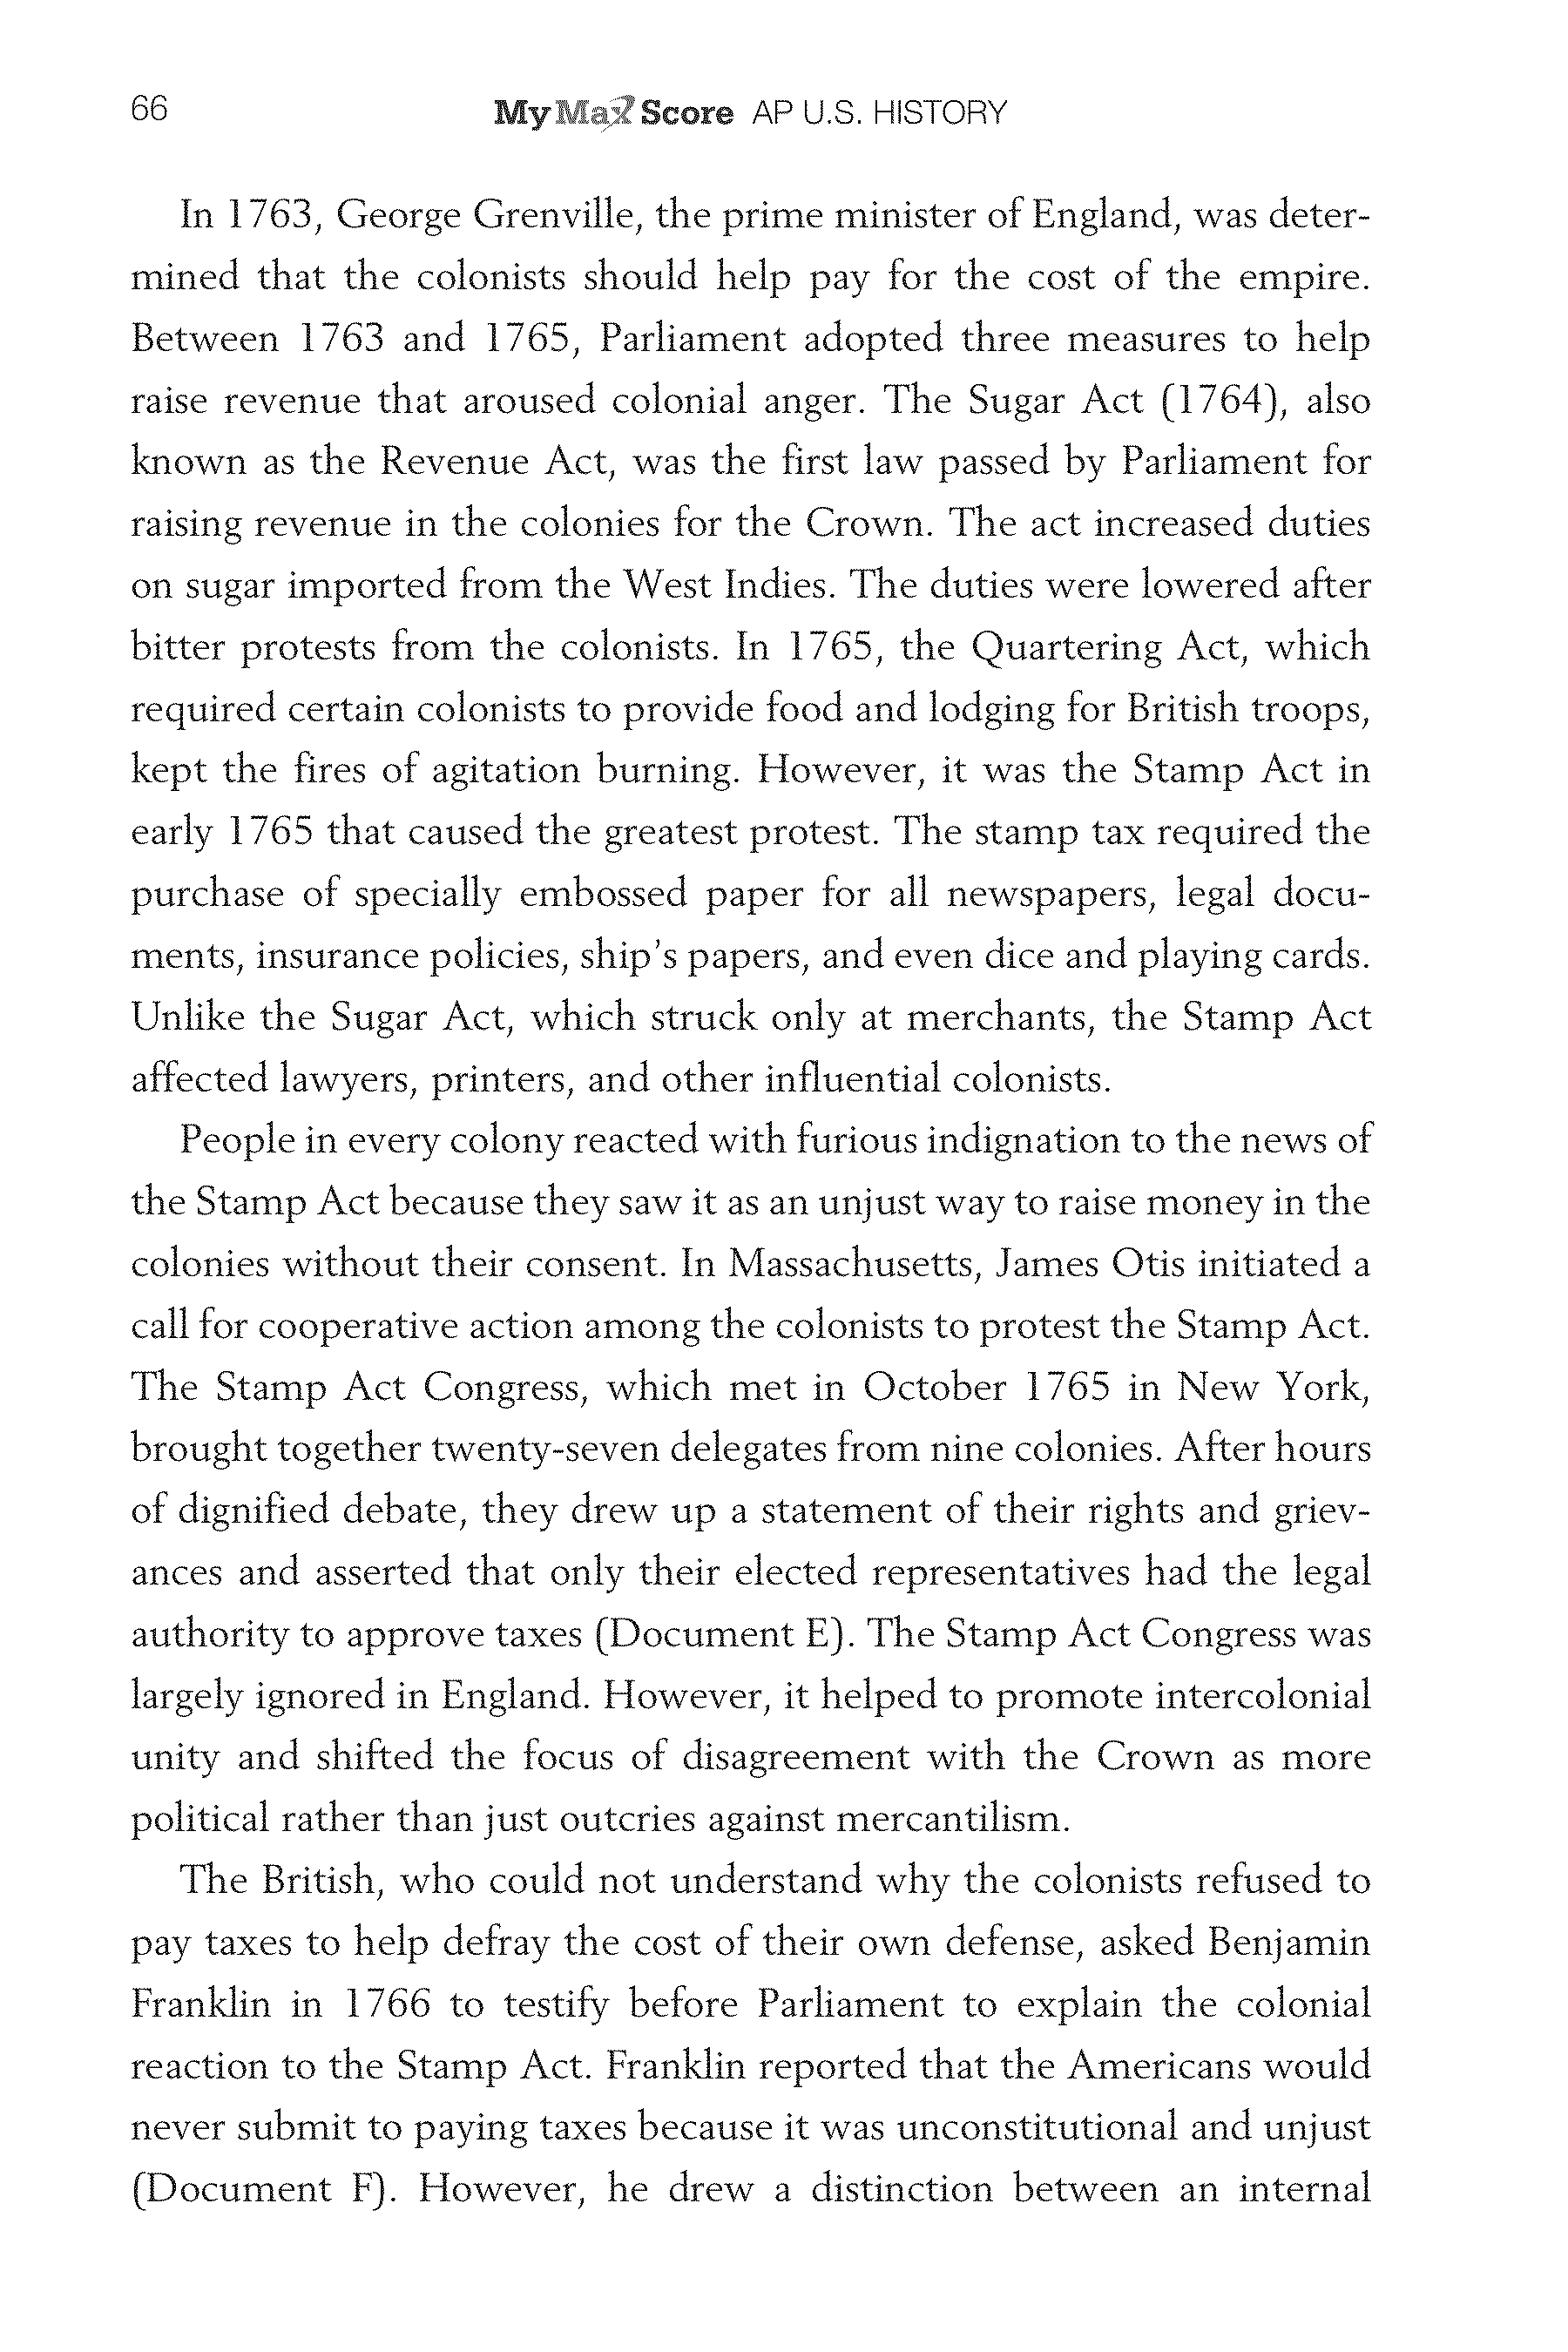 66
MyMaxScore AP U.S. HISTORY
In 1763, George Grenville, the prime minister of England, was deter-
mined that the colonists should help pay for the cost of the empire.
Between 1763 and 1765, Parliament adopted three measures to help
raise revenue that aroused colonial anger. The Sugar Act (1764), also
known as the Revenue Act, was the first law passed by Parliament for
raising revenue in the colonies for the Crown. The act increased duties
on sugar imported from the West Indies. The duties were lowered after
bitter protests from the colonists. In 1765, the Quartering Act, which
required certain colonists to provide food and lodging for British troops,
kept the fires of agitation burning. However, it was the Stamp Act in
early 1765 that caused the greatest protest. The stamp tax required the
purchase of specially embossed paper for all newspapers, legal docu-
ments, insurance policies, ship's papers, and even dice and playing cards.
Unlike the Sugar Act, which struck only at merchants, the Stamp Act
affected lawyers, printers, and other influential colonists.
People in every colony reacted with furious indignation to the news of
the Stamp Act because they saw it as an unjust way to raise money in the
colonies without their consent. In Massachusetts, James Otis initiated a
call for cooperative action among the colonists to protest the Stamp Act.
The Stamp Act Congress, which met in October 1765 in New York,
brought together twenty-seven delegates from nine colonies. After hours
of dignified debate, they drew up a statement of their rights and griev-
ances and asserted that only their elected representatives had the legal
authority to approve taxes (Document E). The Stamp Act Congress was
largely ignored in England. However, it helped to promote intercolonial
unity and shifted the focus of disagreement with the Crown as more
political rather than just outcries against mercantilism.
The British, who could not understand why the colonists refused to
pay taxes to help defray the cost of their own defense, asked Benjamin
Franklin in 1766 to testify before Parliament to explain the colonial
reaction to the Stamp Act. Franklin reported that the Americans would
never submit to paying taxes because it was unconstitutional and unjust
(Document F). However, he drew a distinction between an internal